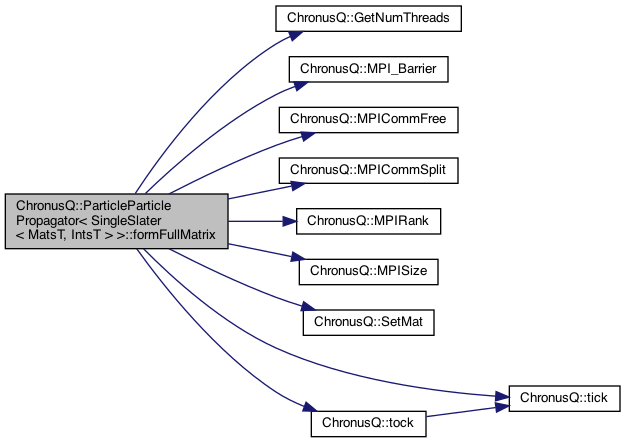 ChronusQ::GetNumThreads
ChronusQ::MPI_Barrier
ChronusQ::MPICommFree
ChronusQ::MPICommSplit
ChronusQ::ParticleParticle
Propagator< SingleSlater
< MatsT, IntsT > >::formFullMatrix
ChronusQ::MPIRank
ChronusQ::MPISize
ChronusQ::SetMat
ChronusQ::tick
ChronusQ::tock